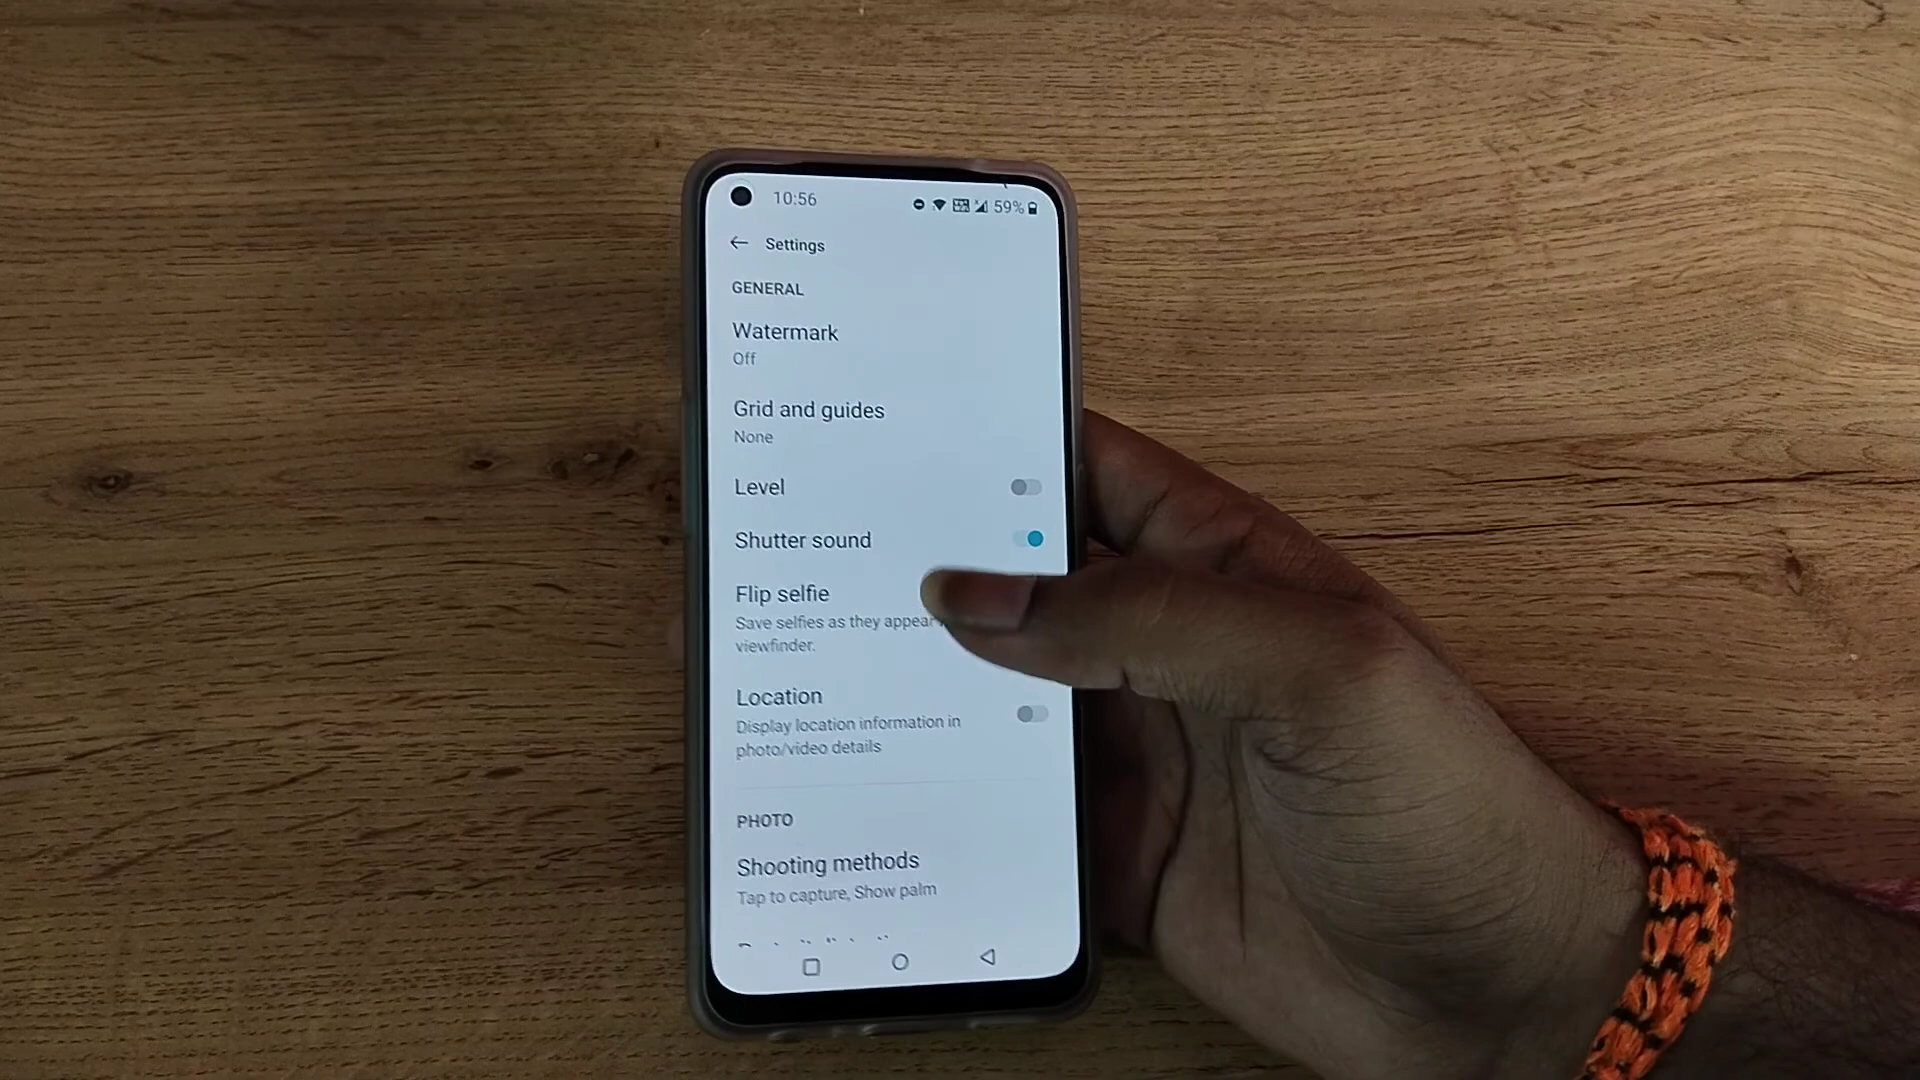 10:56
59%
Settings
GENERAL
Watermark
Off
Grid and guides
None
Level
Shutter sound
Flip selfie
Save selfies as they appear
viewfinder.
Location
Display location information in
photo/video details
PHOTO
Shooting methods
Tap to capture, Show palm